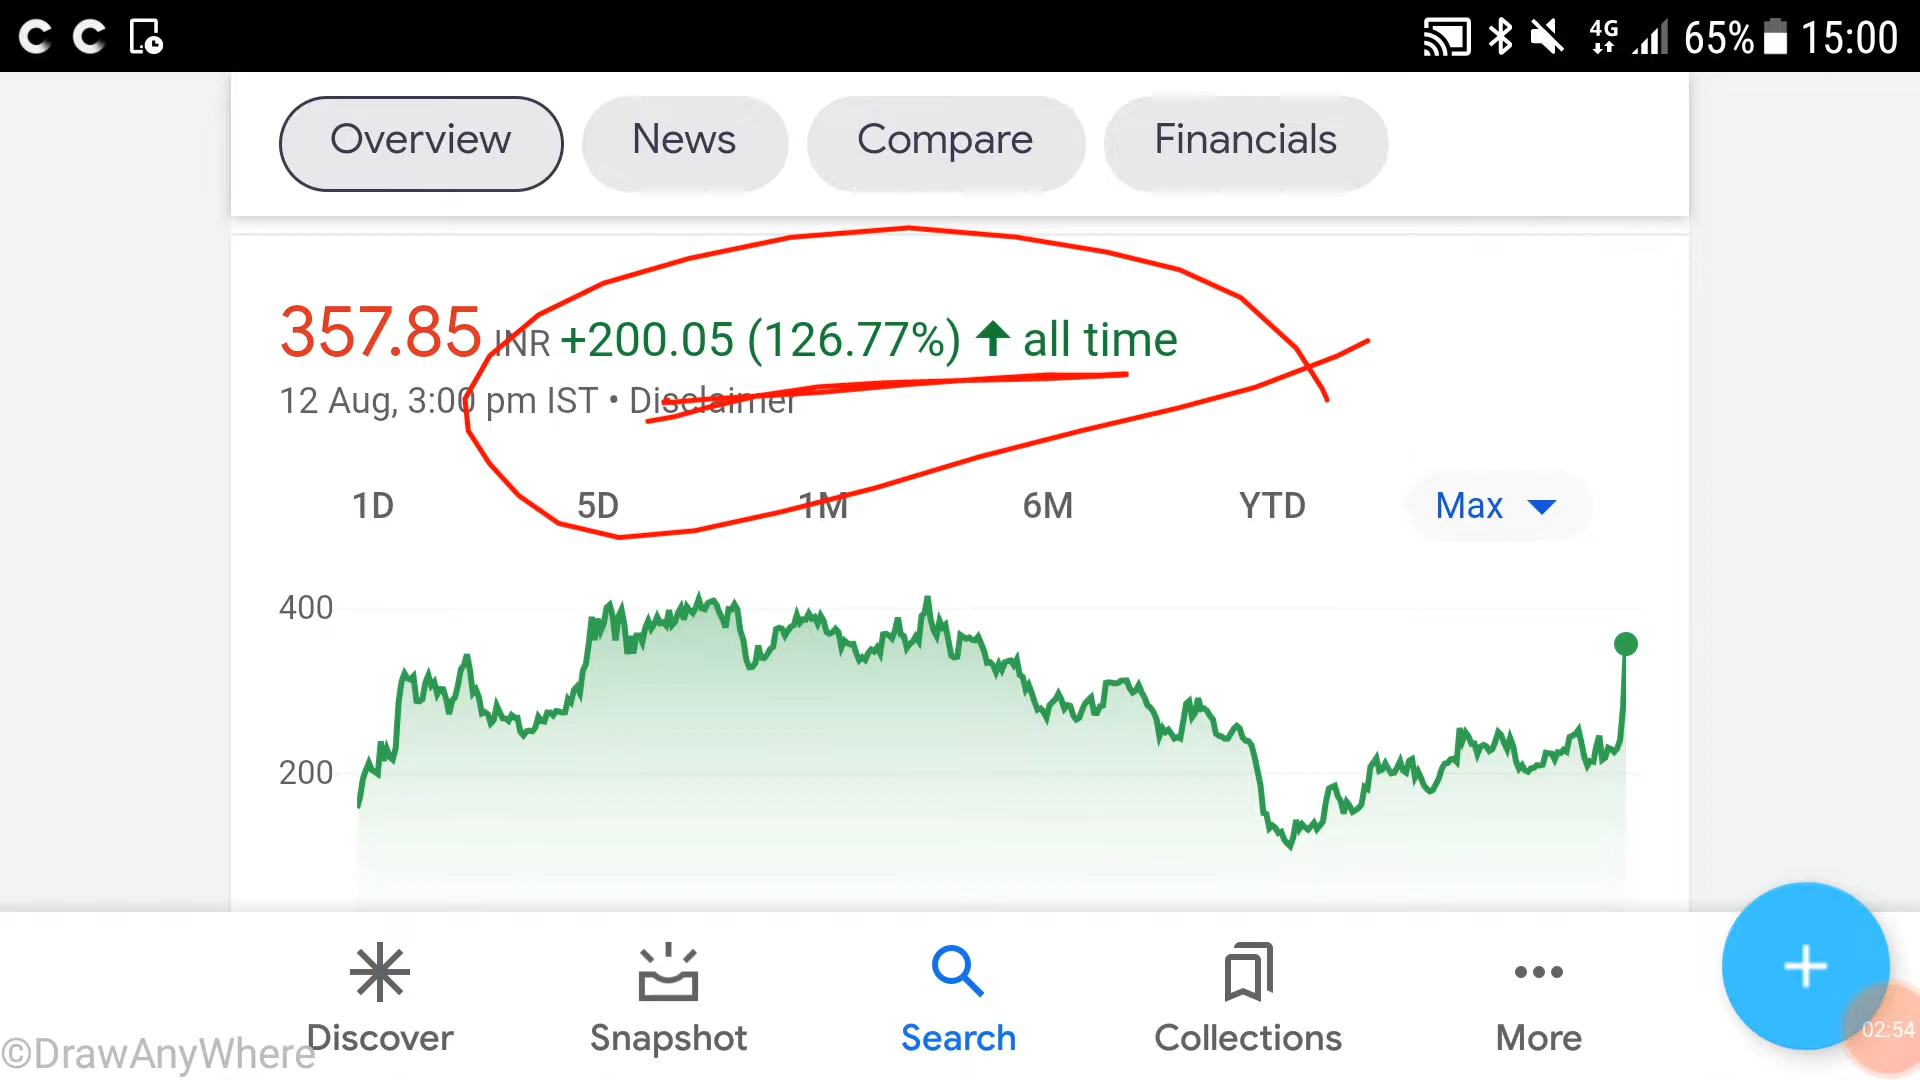 4G 65% 15:00
Overview News Compare Financials
357.85 INR +200.05 (126.77%) ↑ all time
12 Aug, 3:00 pm IST • Disclaimer
1D 5D 1M 6M YTD Max
400
200
Discover Snapshot Search Collections More
02:54
©DrawAnyWhere